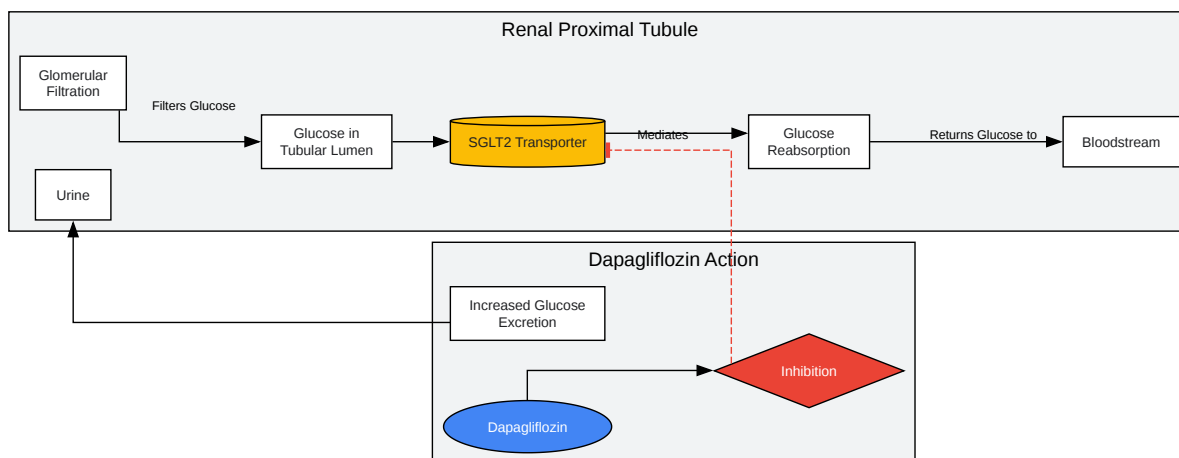 Renal Proximal Tubule
Glomerular
Filtration
Filters Glucose
Glucose in
Tubular Lumen
SGLT2 Transporter
Mediates
Glucose
Reabsorption
Returns Glucose to
Bloodstream
Urine
Dapagliflozin Action
Increased Glucose
Excretion
Inhibition
Dapagliflozin